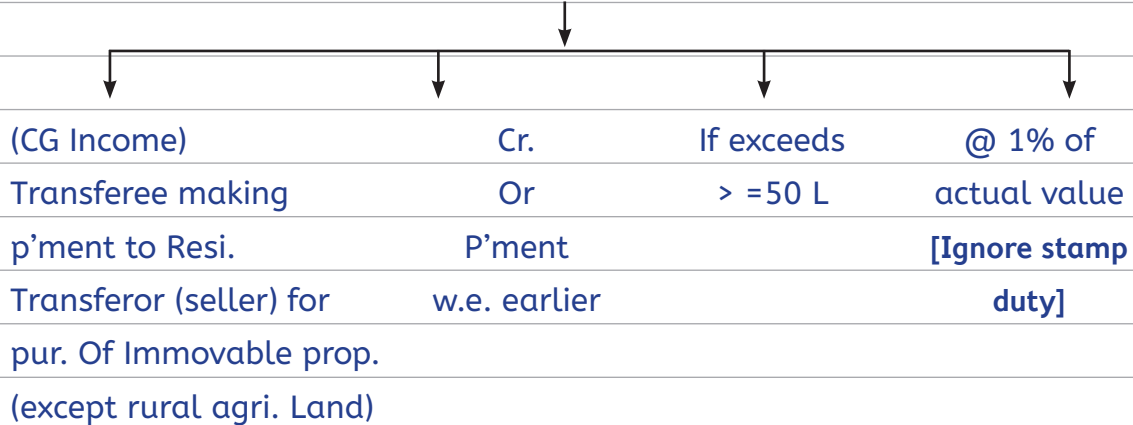 (CG Income) Cr. If exceeds @ 1% of
Transferee making Or > =50 L actual value
p'ment to Resi. P'ment [Ignore stamp
Transferor (seller) for w.e. earlier duty]
pur. Of Immovable prop.
(except rural agri. Land)